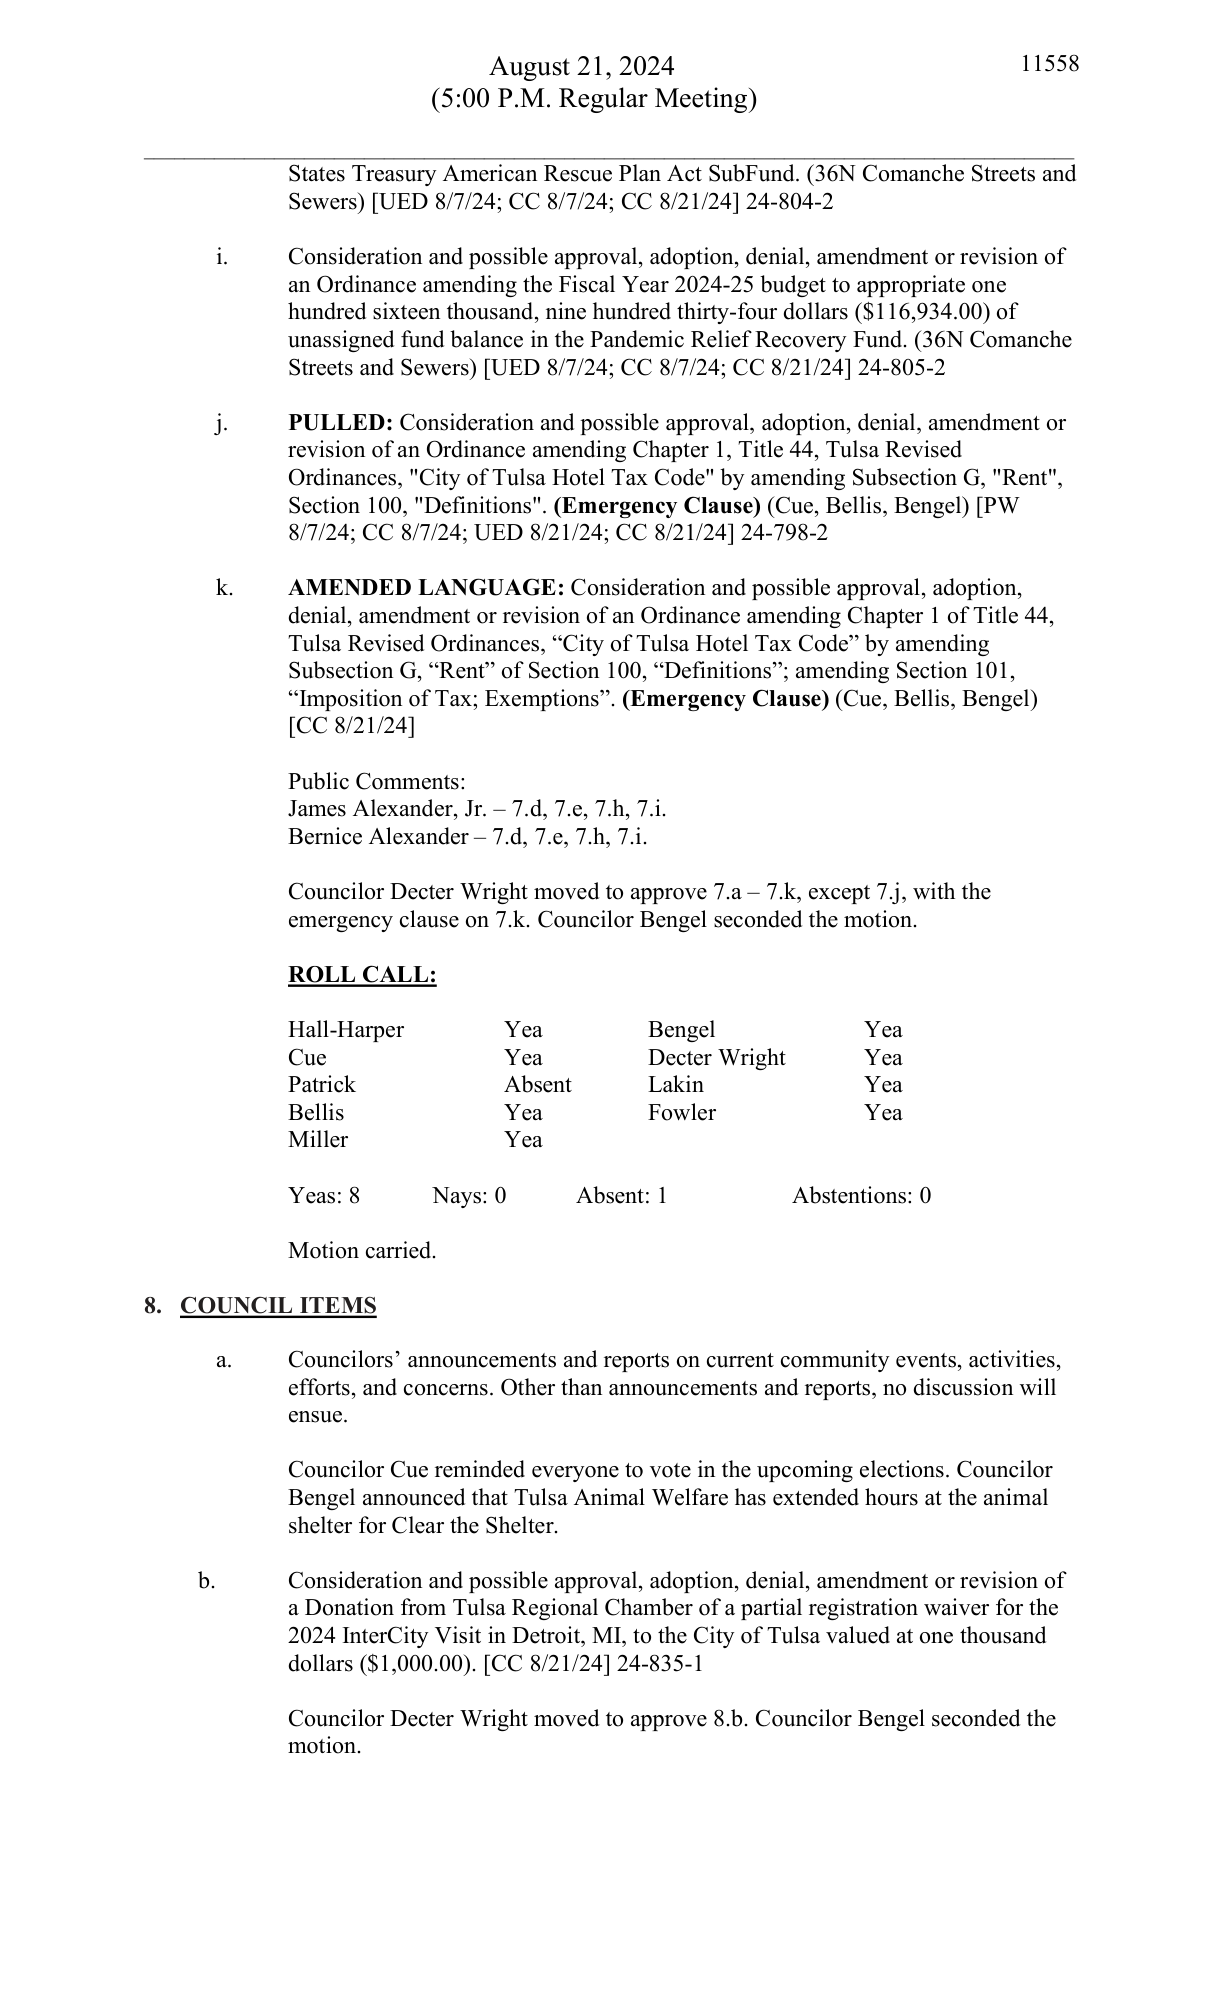 August 21, 2024
11558
(5:00 P.M. Regular Meeting)
States Treasury American Rescue Plan Act SubFund. (36N Comanche Streets and
Sewers) [UED 8/7/24; CC 8/7/24; CC 8/21/24] 24-804-2
i. Consideration and possible approval, adoption, denial, amendment or revision of
an Ordinance amending the Fiscal Year 2024-25 budget to appropriate one
hundred sixteen thousand, nine hundred thirty-four dollars ($116,934.00) of
unassigned fund balance in the Pandemic Relief Recovery Fund. (36N Comanche
Streets and Sewers) [UED 8/7/24; CC 8/7/24; CC 8/21/24] 24-805-2
j. PULLED: Consideration and possible approval, adoption, denial, amendment or
revision of an Ordinance amending Chapter 1, Title 44, Tulsa Revised
Ordinances, "City of Tulsa Hotel Tax Code" by amending Subsection G, "Rent",
Section 100, "Definitions". (Emergency Clause) (Cue, Bellis, Bengel) [PW
8/7/24; CC 8/7/24; UED 8/21/24; CC 8/21/24] 24-798-2
k. AMENDED LANGUAGE: Consideration and possible approval, adoption,
denial, amendment or revision of an Ordinance amending Chapter 1 of Title 44,
Tulsa Revised Ordinances, “City of Tulsa Hotel Tax Code” by amending
Subsection G, “Rent” of Section 100, “Definitions”; amending Section 101,
“Imposition of Tax; Exemptions”. (Emergency Clause) (Cue, Bellis, Bengel)
[CC 8/21/24]
Public Comments:
James Alexander, Jr. – 7.d, 7.e, 7.h, 7.i.
Bernice Alexander – 7.d, 7.e, 7.h, 7.i.
Councilor Decter Wright moved to approve 7.a – 7.k, except 7.j, with the
emergency clause on 7.k. Councilor Bengel seconded the motion.
ROLL CALL:
Hall-Harper Yea Bengel Yea
Cue Yea Decter Wright Yea
Patrick Absent Lakin Yea
Bellis Yea Fowler Yea
Miller Yea
Yeas: 8 Nays: 0 Absent: 1 Abstentions: 0
Motion carried.
8. COUNCIL ITEMS
a. Councilors’ announcements and reports on current community events, activities,
efforts, and concerns. Other than announcements and reports, no discussion will
ensue.
Councilor Cue reminded everyone to vote in the upcoming elections. Councilor
Bengel announced that Tulsa Animal Welfare has extended hours at the animal
shelter for Clear the Shelter.
b. Consideration and possible approval, adoption, denial, amendment or revision of
a Donation from Tulsa Regional Chamber of a partial registration waiver for the
2024 InterCity Visit in Detroit, MI, to the City of Tulsa valued at one thousand
dollars ($1,000.00). [CC 8/21/24] 24-835-1
Councilor Decter Wright moved to approve 8.b. Councilor Bengel seconded the
motion.